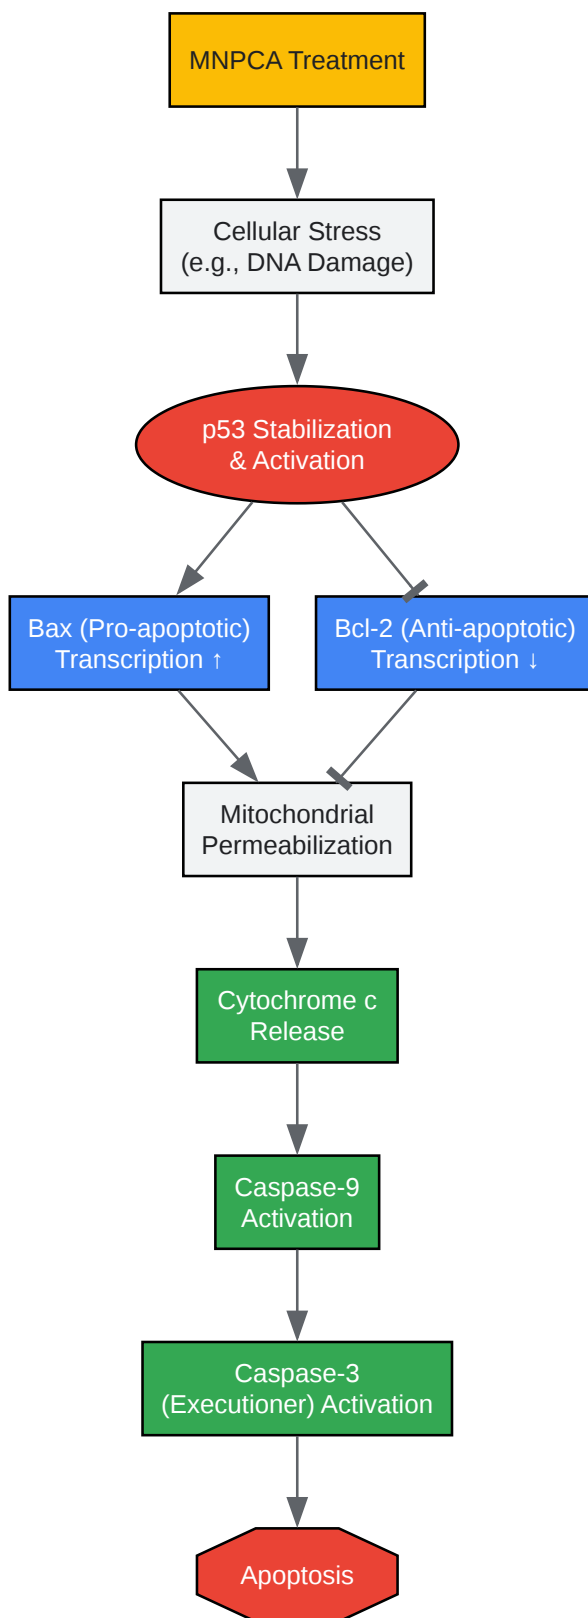 MNPCA Treatment
Cellular Stress
(e.g., DNA Damage)
p53 Stabilization
& Activation
Bax (Pro-apoptotic)
Transcription ↑
Bcl-2 (Anti-apoptotic)
Transcription ↓
Mitochondrial
Permeabilization
Cytochrome c
Release
Caspase-9
Activation
Caspase-3
(Executioner) Activation
Apoptosis